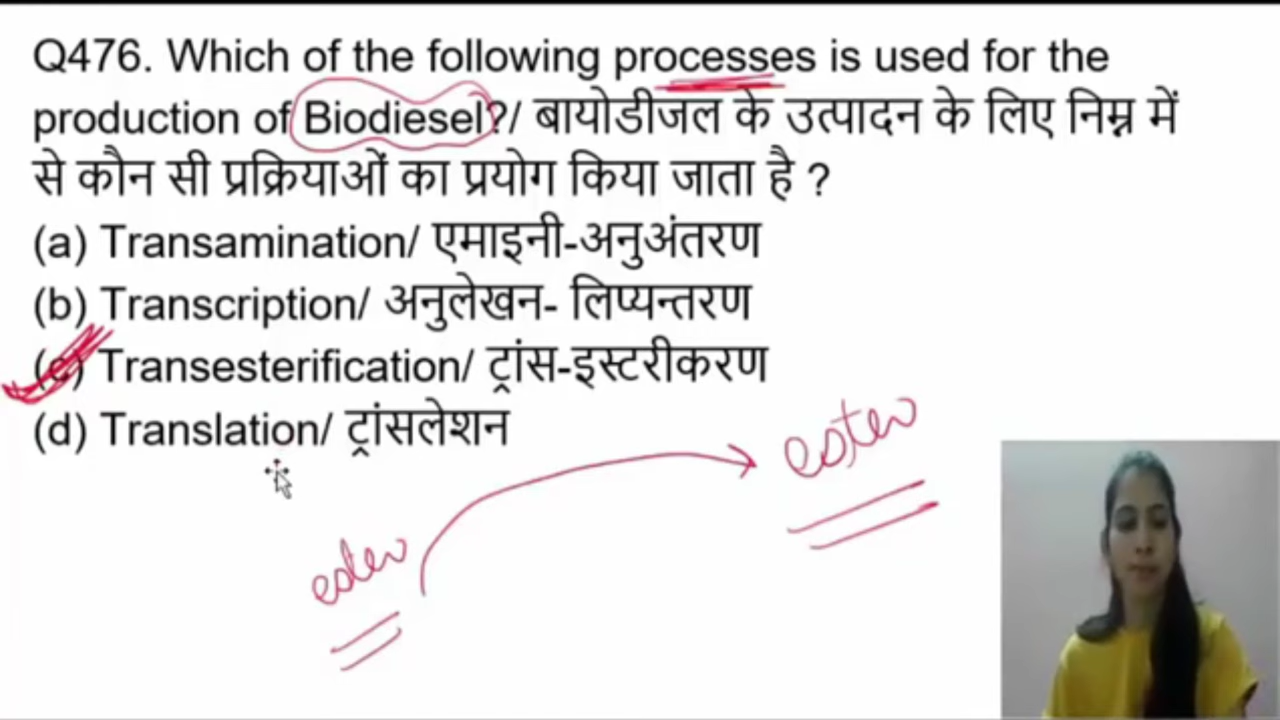 Q476. Which of the following processes is used for the
production of Biodiesel?/ बायोडीजल के उत्पादन के लिए निम्न में
से कौन सी प्रक्रियाओं का प्रयोग किया जाता है ?
(a) Transamination/ एमाइनी-अनुअंतरण
(b) Transcription/ अनुलेखन- लिप्यन्तरण
(c) Transesterification/ ट्रांस-इस्टरीकरण
(d) Translation/ ट्रांसलेशन
ester
ester